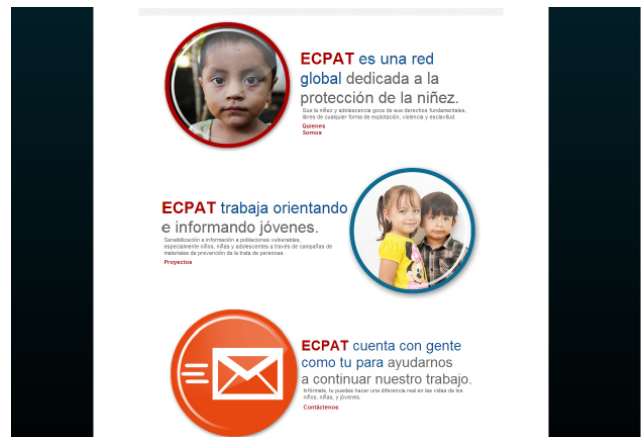 ECPAT es una red
global dedicada a la
protección de la niñez.
Que la niñez y adolescencia goce de sus derechos fundamentales,
libres de cualquier forma de explotación, violencia y esclavitud.
Quienes
Somos
ECPAT trabaja orientando
e informando jóvenes.
Sensibilización e información a poblaciones vulnerables,
especialmente niños, niñas y adolescentes a través de campañas de
materiales de prevención de la trata de personas.
Proyectos
ECPAT cuenta con gente
como tu para ayudarnos
a continuar nuestro trabajo.
Infórmate, tu puedes hacer una diferencia real en las vidas de los
niños, niñas, y jóvenes.
Contáctenos